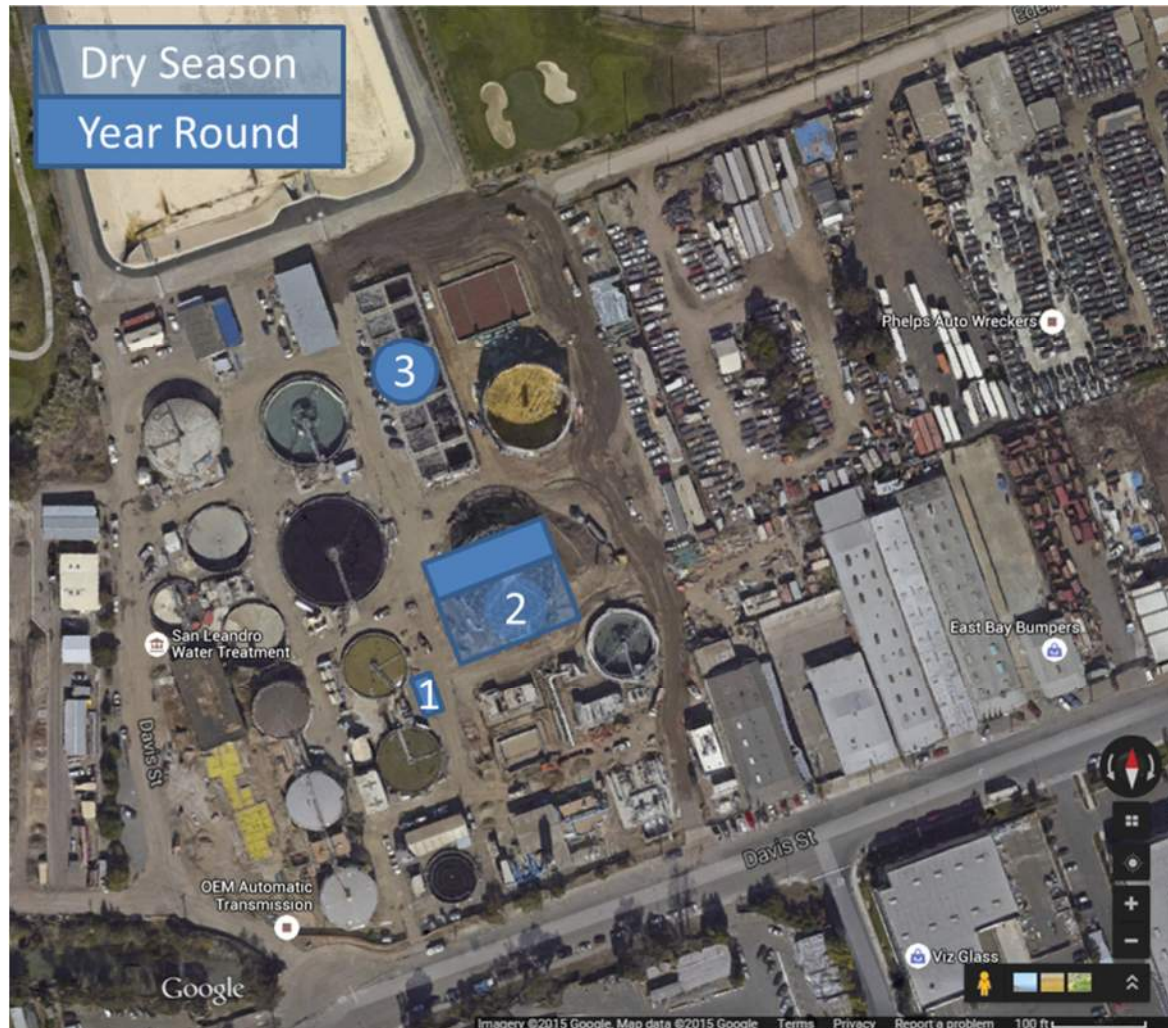 Dry Season
Year Round
Phelps Auto Wreckers
3
2
1
San Leandro
Water Treatment
East Bay Bumpers
Davis St
Davis St
OEM Automatic
Transmission
Viz Glass
Google
Imagery ©2015 Google, Map data ©2015 Google Terms Privacy Report a problem 100 ft